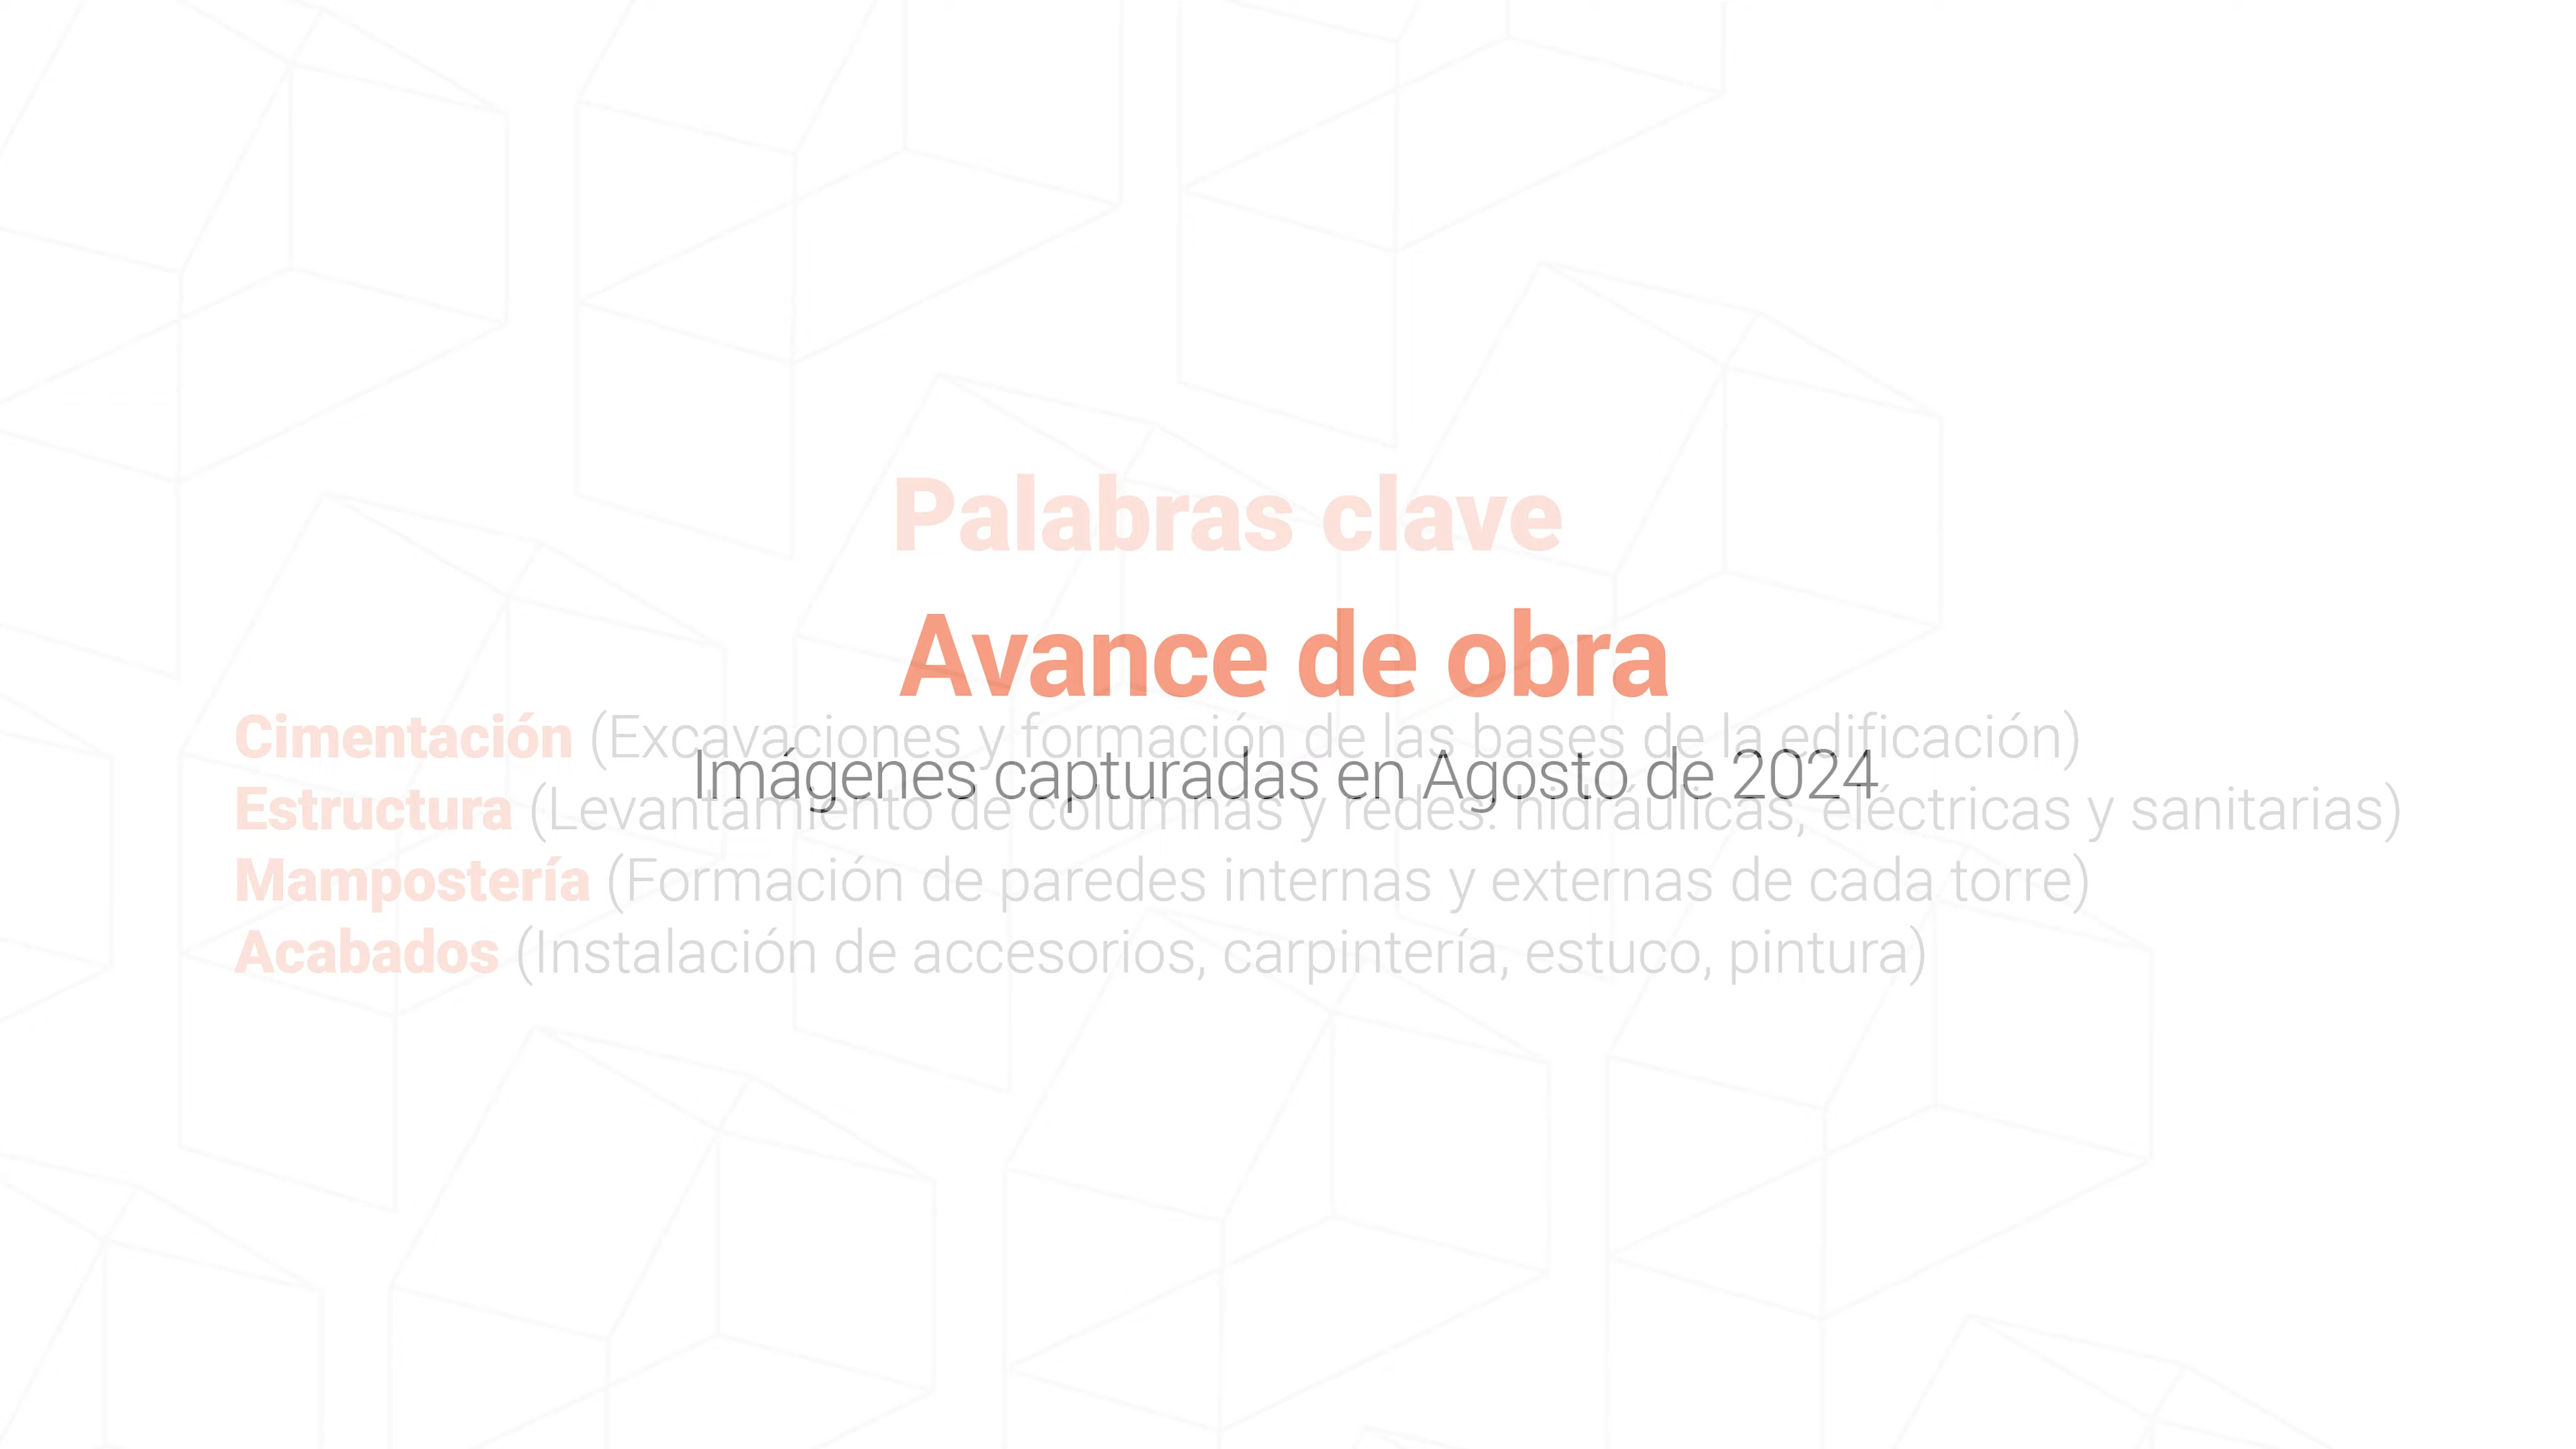 Palabras clave
Avance de obra
Cimentación (Excavaciones y formación de las bases de la edificación)
Imágenes capturadas en Agosto de 2024
Estructura (Levantamiento de columnas y redes: hidráulicas, eléctricas y sanitarias)
Mampostería (Formación de paredes internas y externas de cada torre)
Acabados (Instalación de accesorios, carpintería, estuco, pintura)